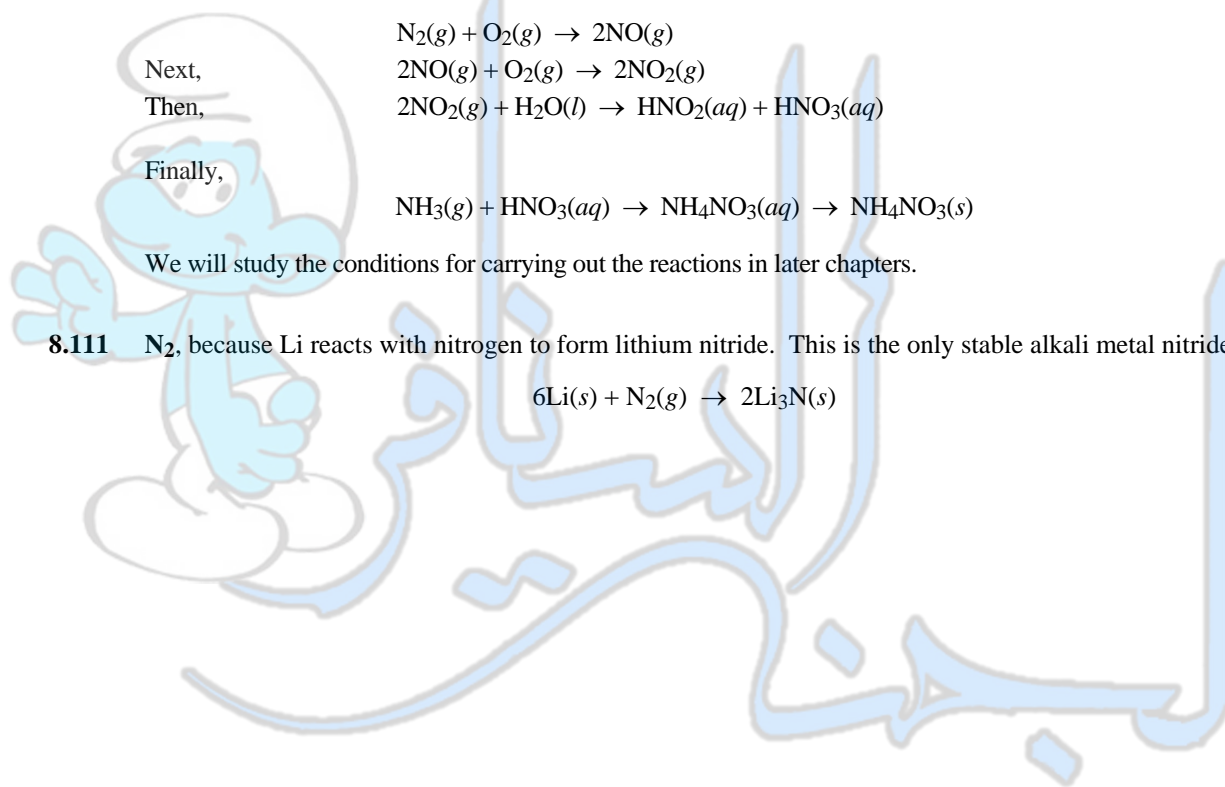 N₂(g) + O₂(g) → 2NO(g)
Next, 2NO(g) + O₂(g) → 2NO₂(g)
Then, 2NO₂(g) + H₂O(l) → HNO₂(aq) + HNO₃(aq)
Finally,
NH₃(g) + HNO₃(aq) → NH₄NO₃(aq) → NH₄NO₃(s)
We will study the conditions for carrying out the reactions in later chapters.
8.111 N₂, because Li reacts with nitrogen to form lithium nitride. This is the only stable alkali metal nitride
6Li(s) + N₂(g) → 2Li₃N(s)
السنافر